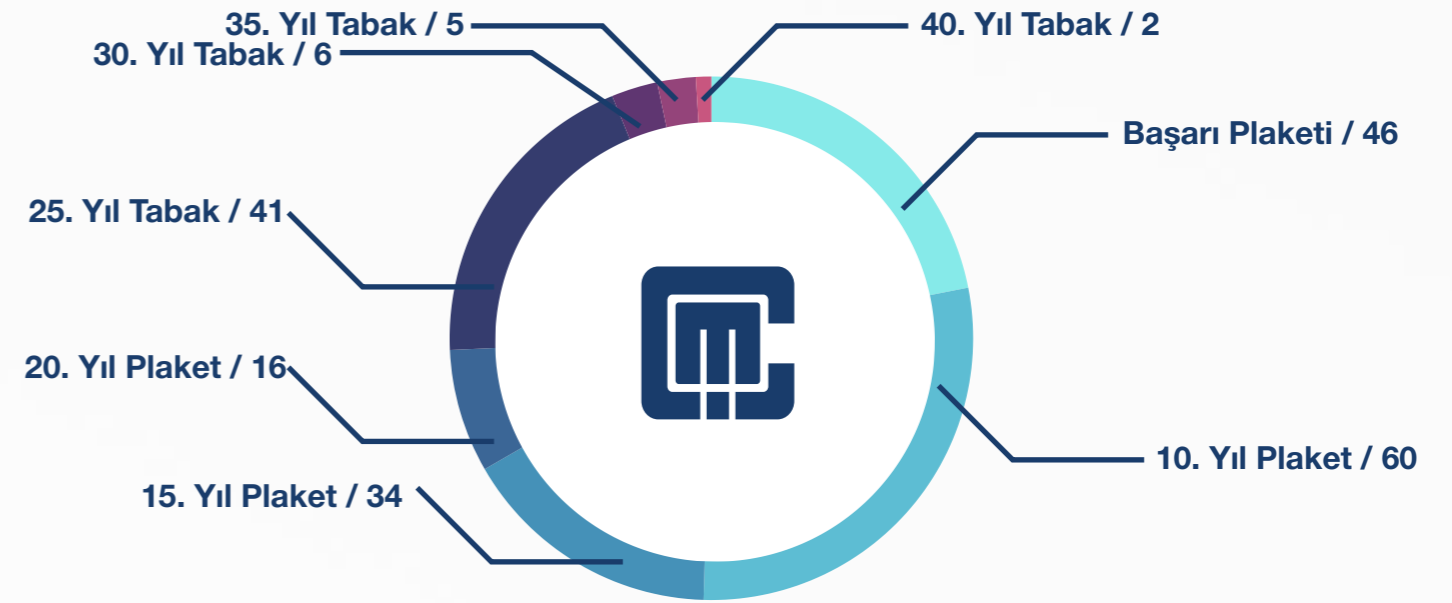 35. Yıl Tabak / 5
40. Yıl Tabak / 2
30. Yıl Tabak / 6
Başarı Plaketi / 46
25. Yıl Tabak / 41
20. Yıl Plaket / 16
10. Yıl Plaket / 60
15. Yıl Plaket / 34